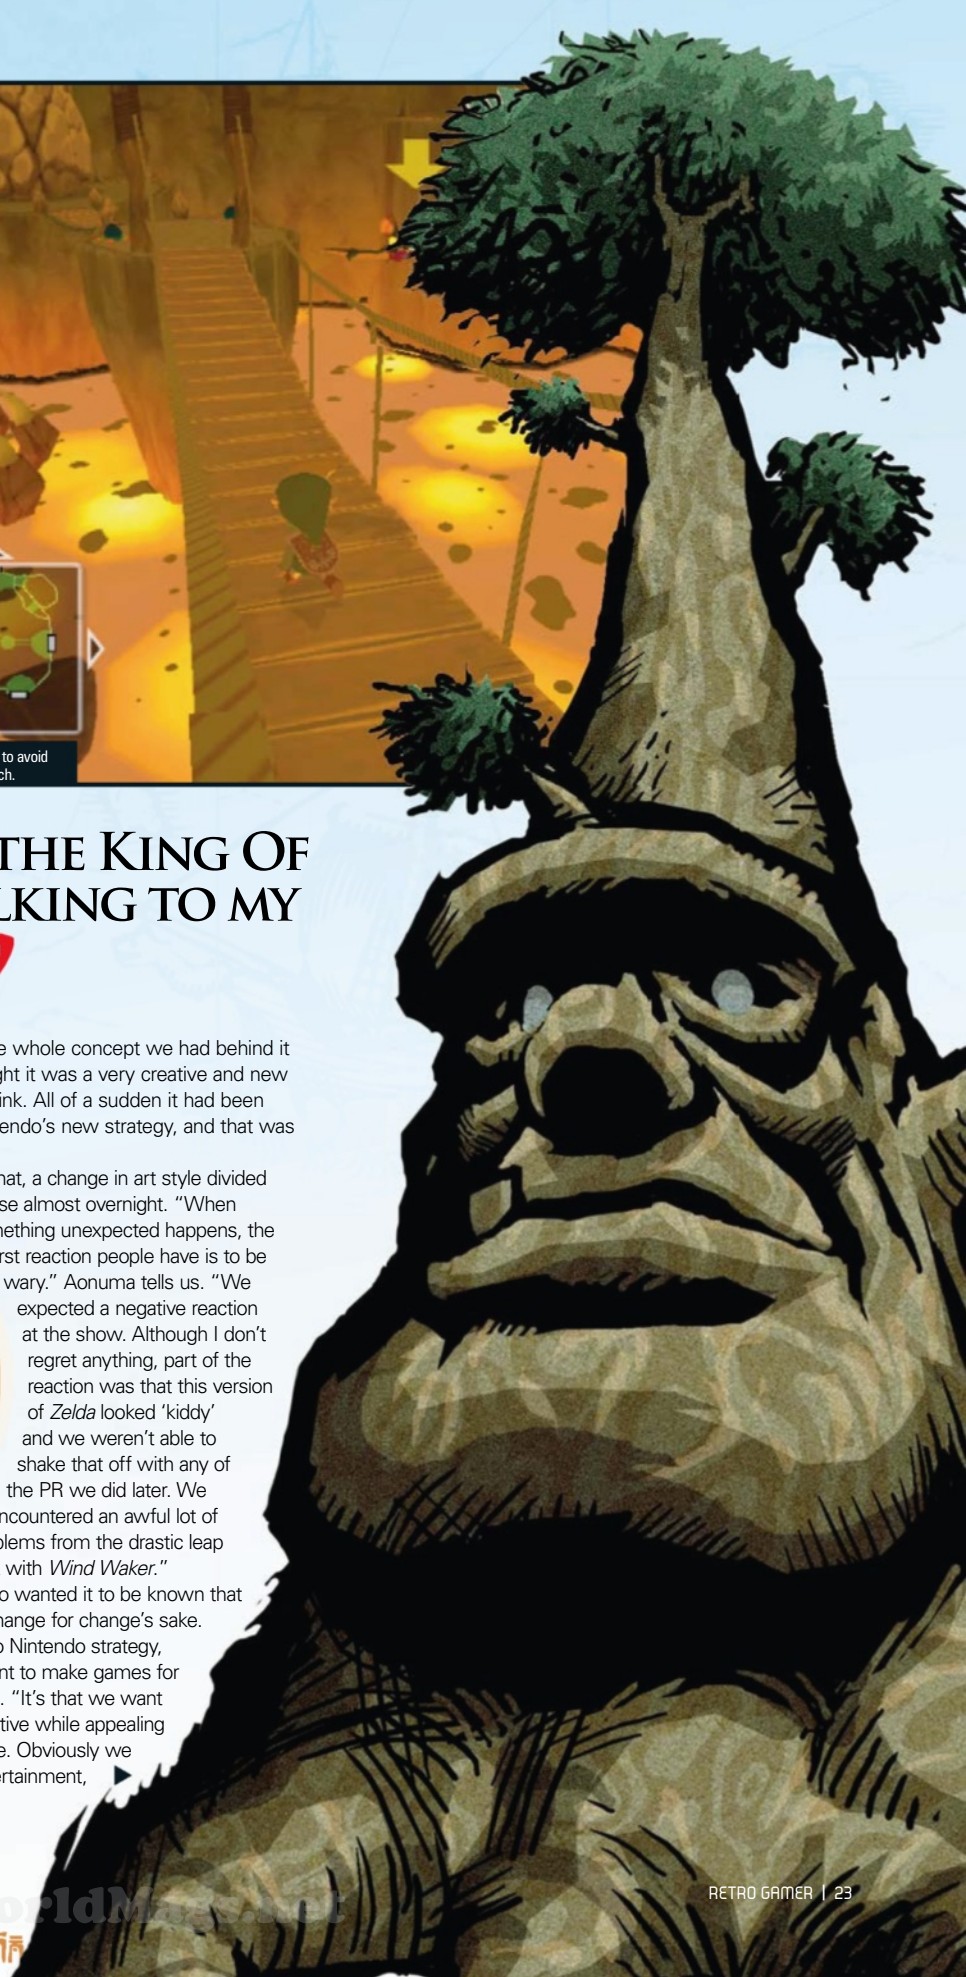 to avoid
ch.
THE KING OF
LKING TO MY
e whole concept we had behind it
ght it was a very creative and new
ink. All of a sudden it had been
endo's new strategy, and that was
hat, a change in art style divided
se almost overnight. “When
mething unexpected happens, the
rst reaction people have is to be
wary.” Aonuma tells us. “We
expected a negative reaction
at the show. Although I don't
regret anything, part of the
reaction was that this version
of Zelda looked ‘kiddy’
and we weren't able to
shake that off with any of
the PR we did later. We
ncountered an awful lot of
blems from the drastic leap
with Wind Waker.”
o wanted it to be known that
hange for change's sake.
o Nintendo strategy,
nt to make games for
. “It's that we want
tive while appealing
e. Obviously we
ertainment,
orldMags.net
RETRO GAMER | 23